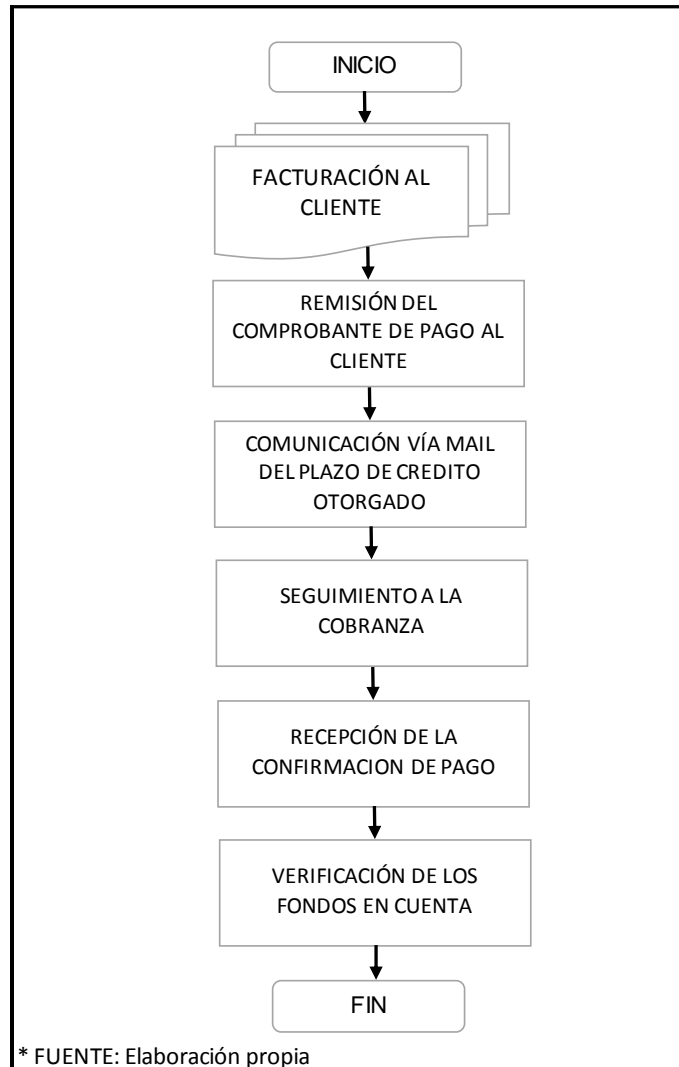 INICIO
FACTURACIÓN AL
CLIENTE
REMISIÓN DEL
COMPROBANTE DE PAGO AL
CLIENTE
COMUNICACIÓN VÍA MAIL
DEL PLAZO DE CREDITO
OTORGADO
SEGUIMIENTO A LA
COBRANZA
RECEPCIÓN DE LA
CONFIRMACION DE PAGO
VERIFICACIÓN DE LOS
FONDOS EN CUENTA
FIN
* FUENTE: Elaboración propia